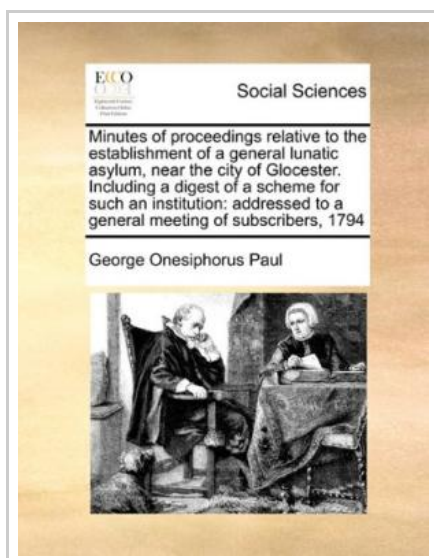 ECCO
Social Sciences
Minutes of proceedings relative to the
establishment of a general lunatic
asylum, near the city of Glocester.
Including a digest of a scheme for
such an institution: addressed to a
general meeting of subscribers, 1794
George Onesiphorus Paul